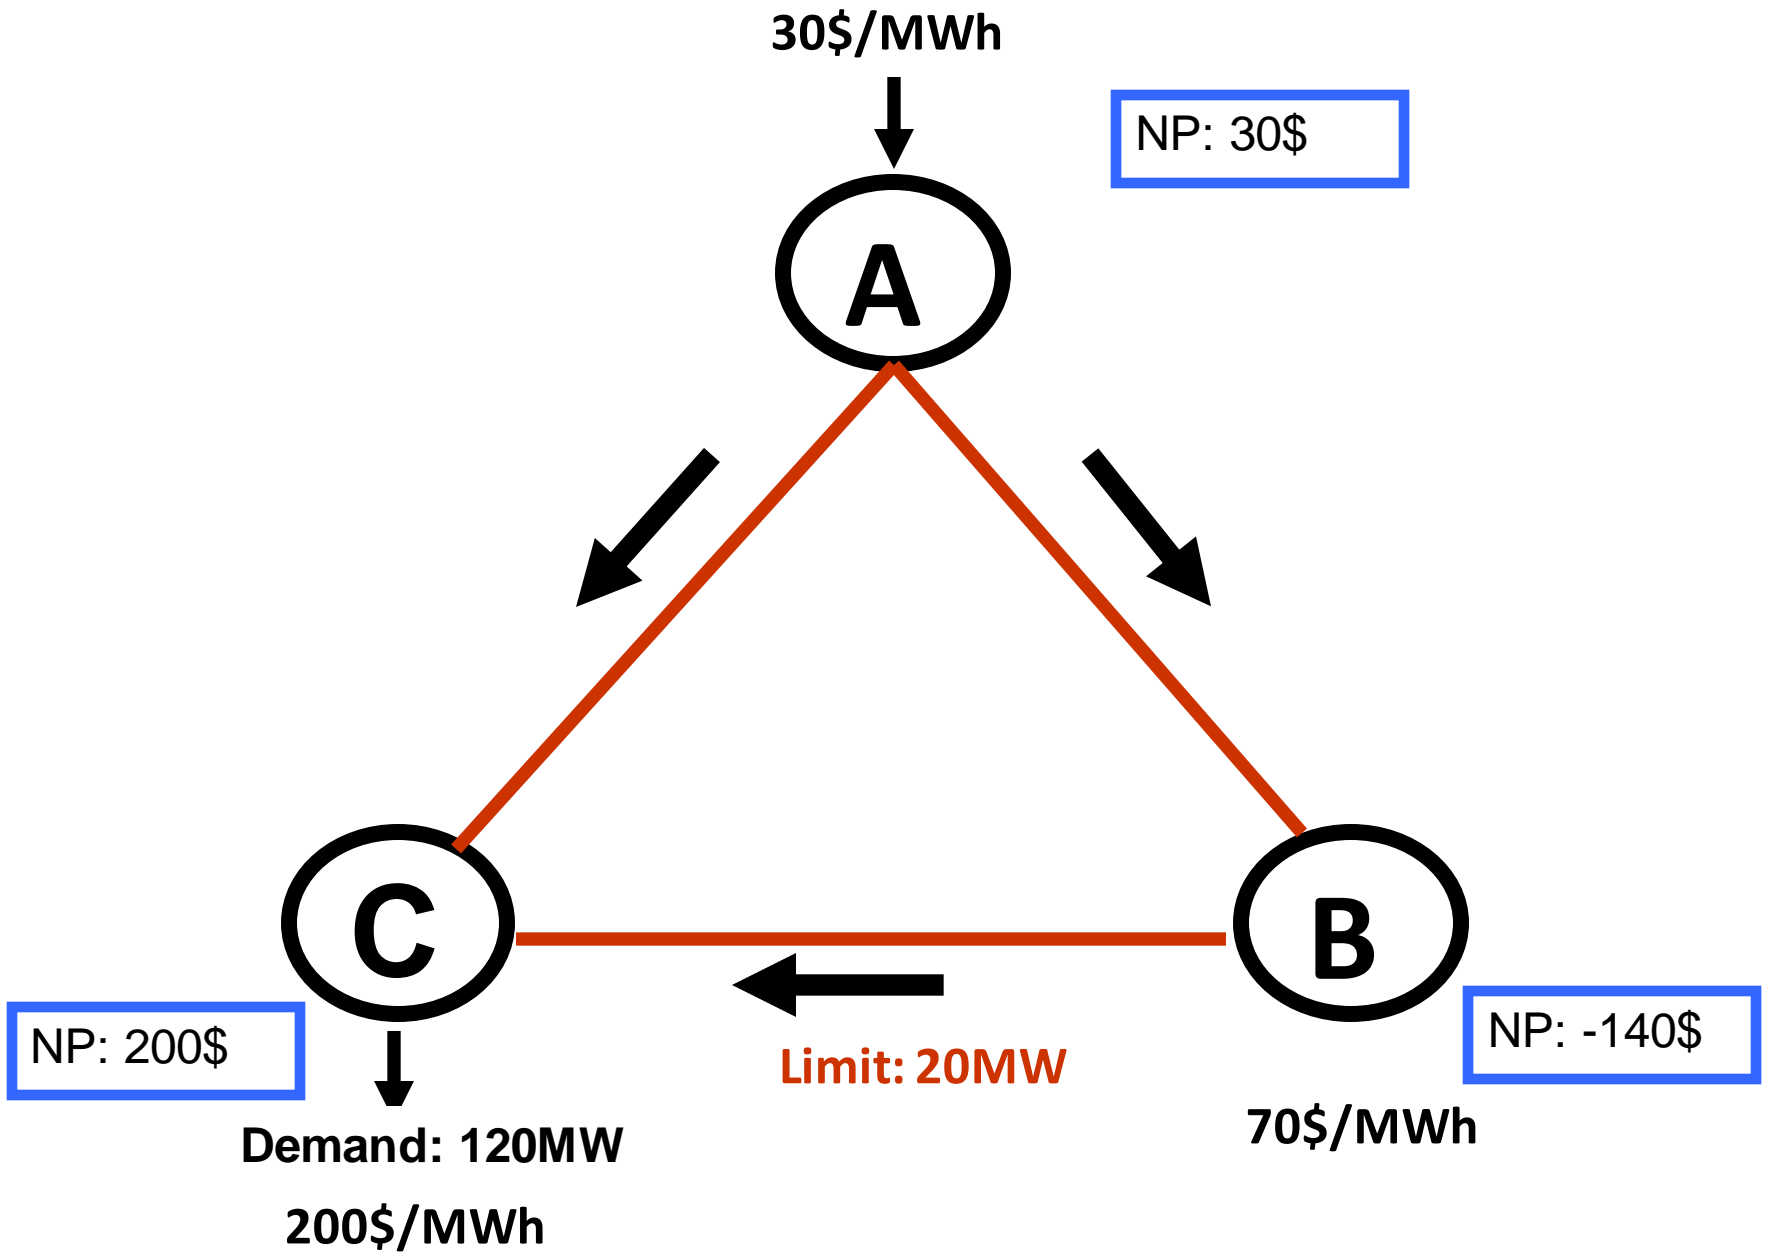 30$/MWh
NP: 30$
A
C
B
NP: 200$
NP: -140$
Limit: 20MW
70$/MWh
Demand: 120MW
200$/MWh